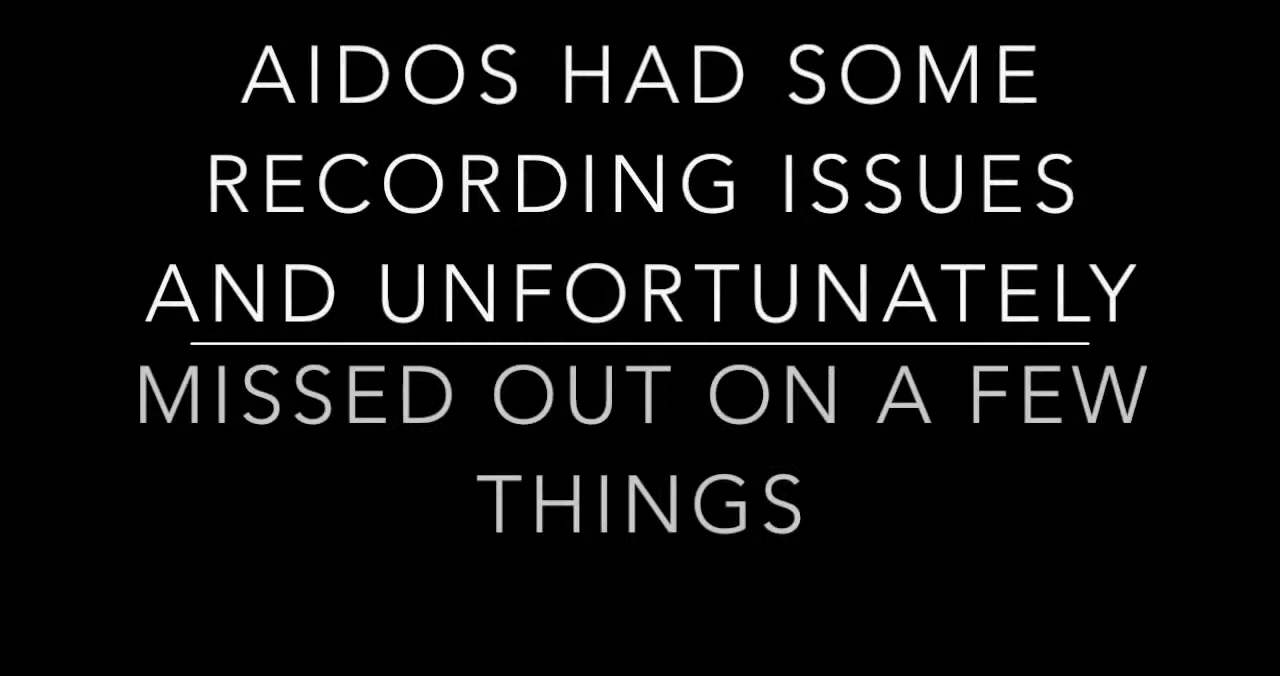 AIDOS HAD SOME
RECORDING ISSUES
AND UNFORTUNATELY
MISSED OUT ON A FEW
THINGS